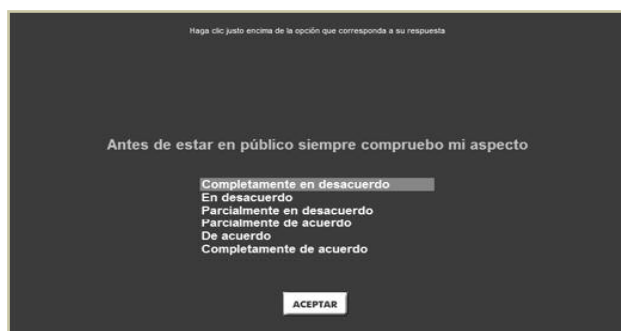 Haga clic justo encima de la opción que corresponda a su respuesta
Antes de estar en público siempre compruebo mi aspecto
Completamente en desacuerdo
En desacuerdo
Parcialmente en desacuerdo
Parcialmente de acuerdo
De acuerdo
Completamente de acuerdo
ACEPTAR